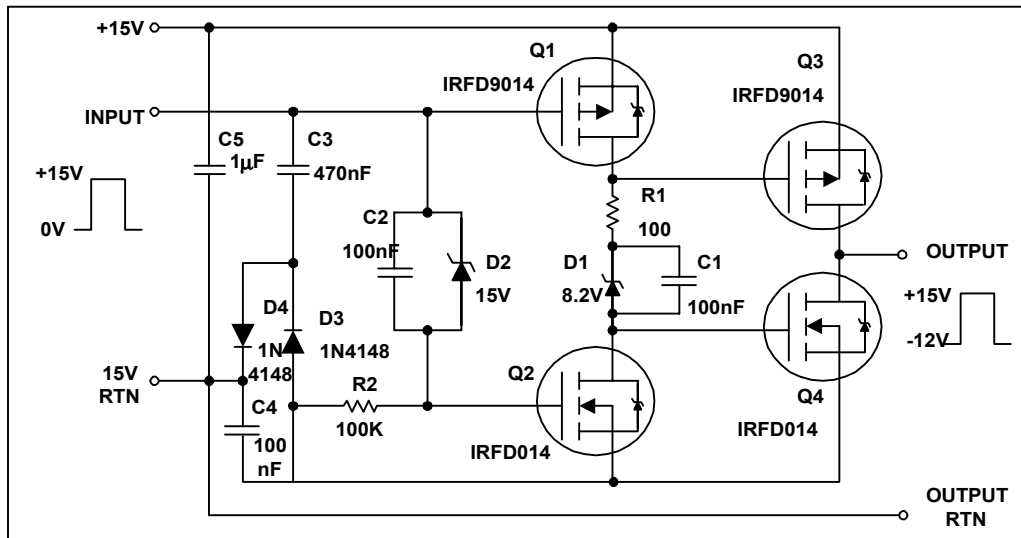 +15V
INPUT
+15V
0V
C5
1µF
C3
470nF
C2
100nF
D2
15V
Q1
IRFD9014
Q3
IRFD9014
R1
100
D1
8.2V
C1
100nF
OUTPUT
+15V
-12V
D4
1N
4148
D3
1N4148
15V
RTN
C4
100
nF
R2
100K
Q2
IRFD014
Q4
IRFD014
OUTPUT
RTN